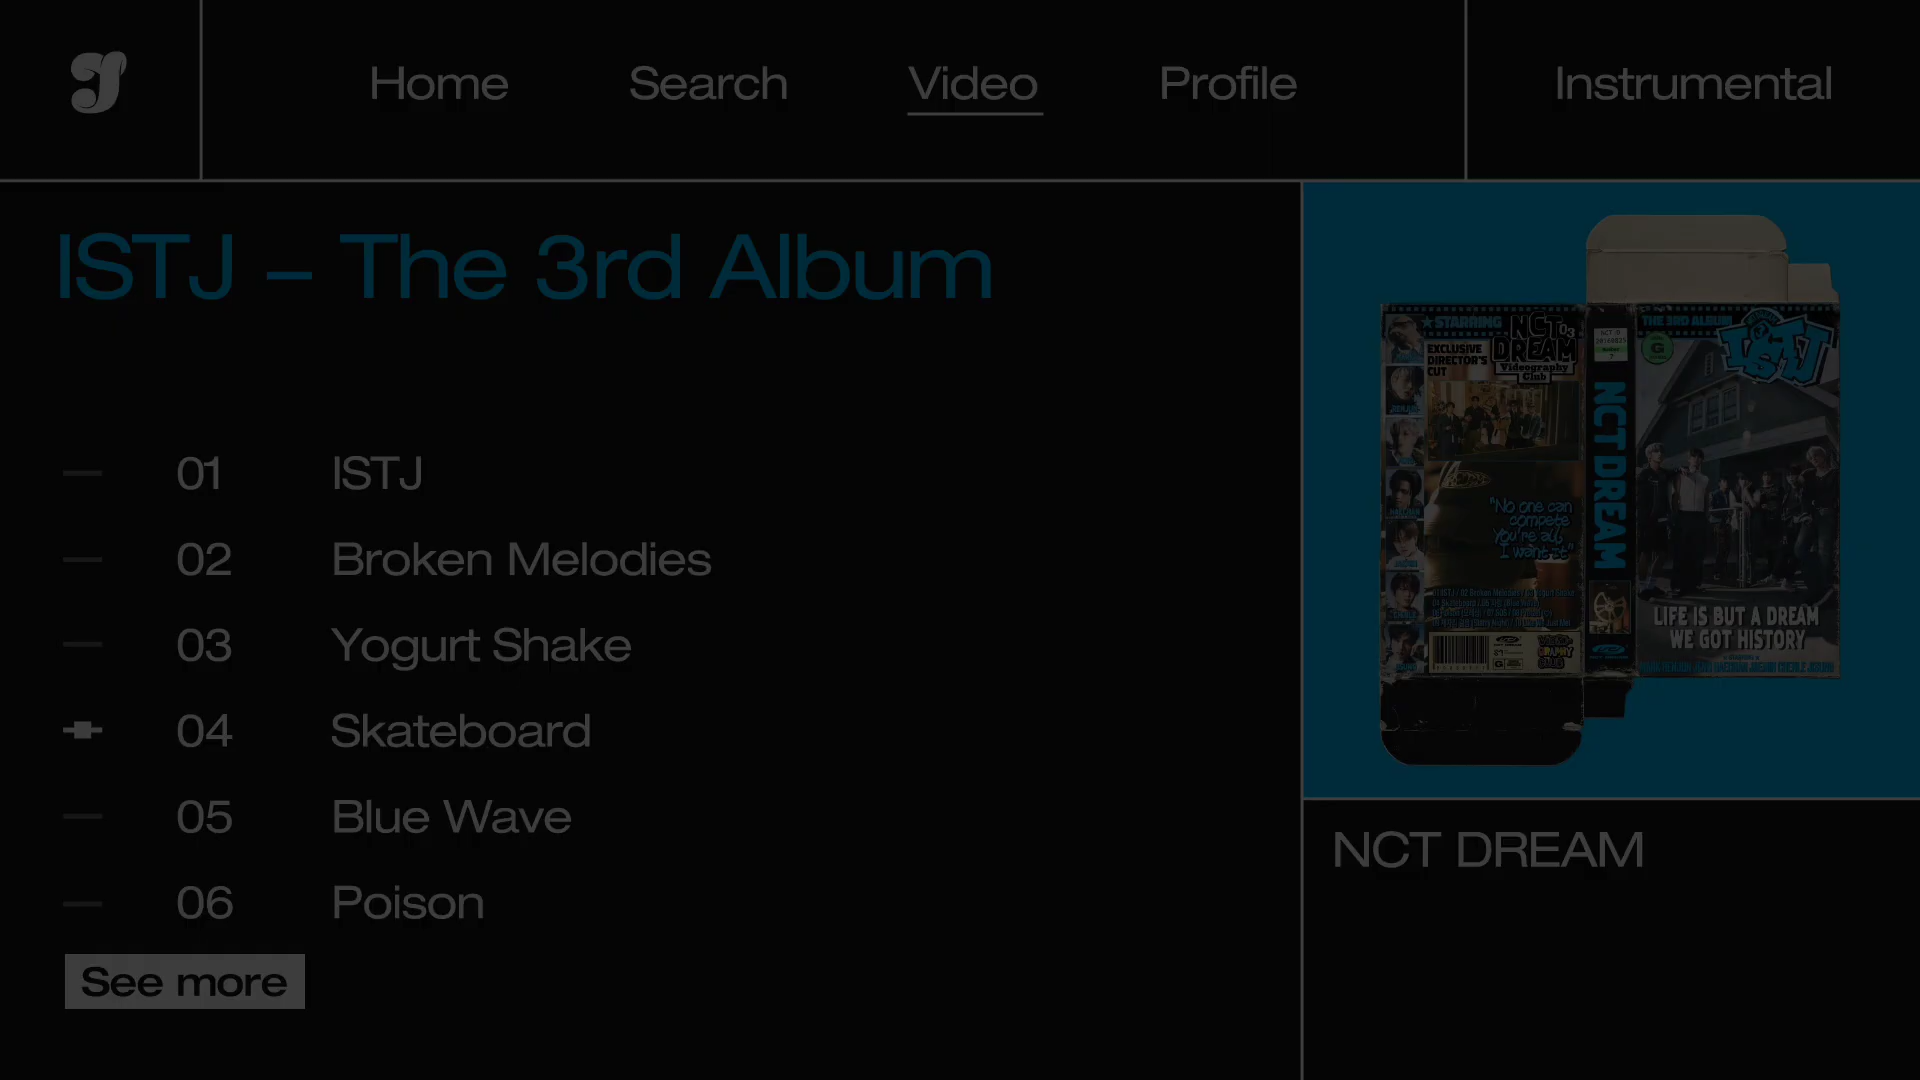 Home
Search
Video
Profile
Instrumental
ISTJ – The 3rd Album
01 ISTJ
02 Broken Melodies
03 Yogurt Shake
04 Skateboard
05 Blue Wave
06 Poison
See more
★STARRING
NCT 03
DREAM
Videography
Club
EXCLUSIVE
DIRECTOR'S
CUT
"No one can
compete
You're all
I want it"
NCT DREAM
THE 3RD ALBUM
ISTJ
G
LIFE IS BUT A DREAM
WE GOT HISTORY
NCT DREAM